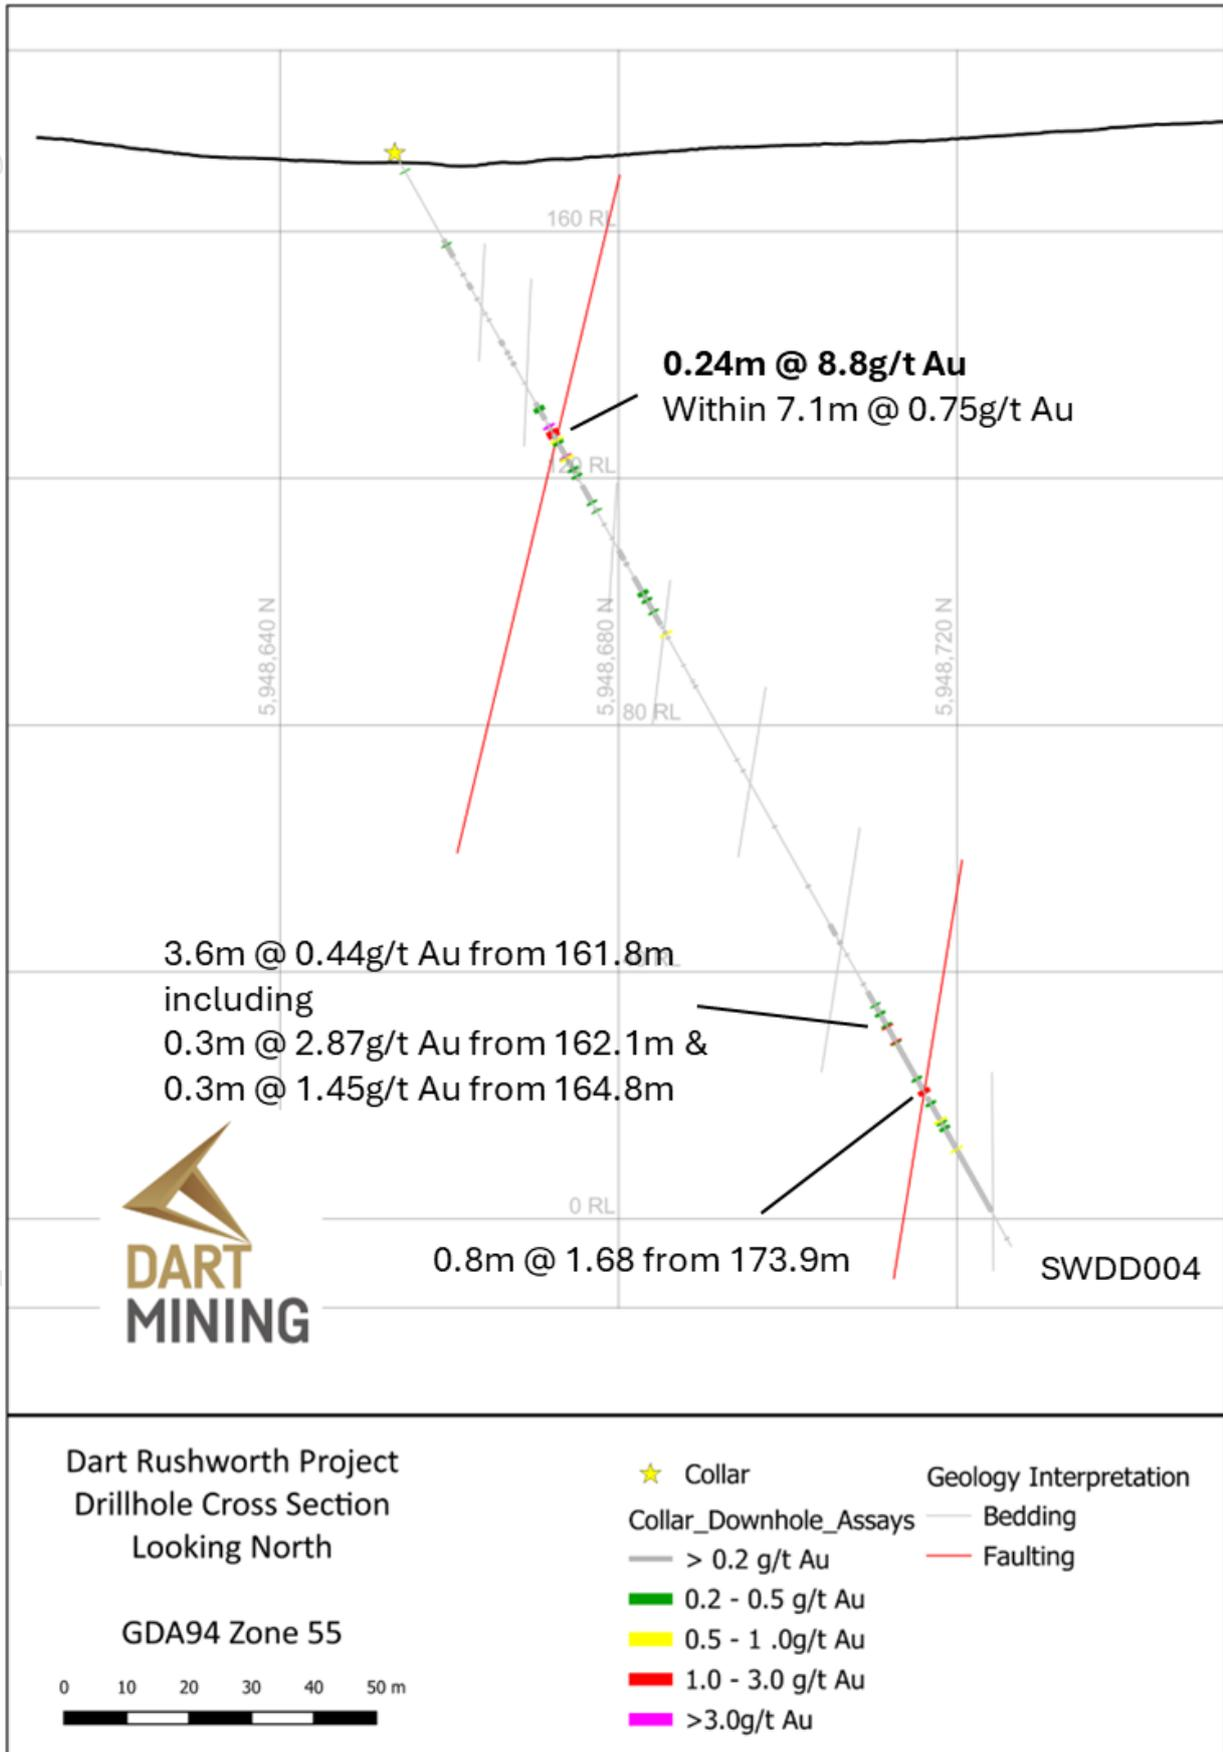 160 RL
0.24m @ 8.8g/t Au
Within 7.1m @ 0.75g/t Au
120 RL
5,948,640 N
5,948,680 N
5,948,720 N
80 RL
3.6m @ 0.44g/t Au from 161.8m
RL
including
0.3m @ 2.87g/t Au from 162.1m &
0.3m @ 1.45g/t Au from 164.8m
0 RL
0.8m @ 1.68 from 173.9m
SWDD004
DART
MINING
Dart Rushworth Project
Drillhole Cross Section
Looking North
GDA94 Zone 55
0 10 20 30 40 50 m
Collar
Collar_Downhole_Assays
> 0.2 g/t Au
0.2 - 0.5 g/t Au
0.5 - 1 .0g/t Au
1.0 - 3.0 g/t Au
>3.0g/t Au
Geology Interpretation
Bedding
Faulting